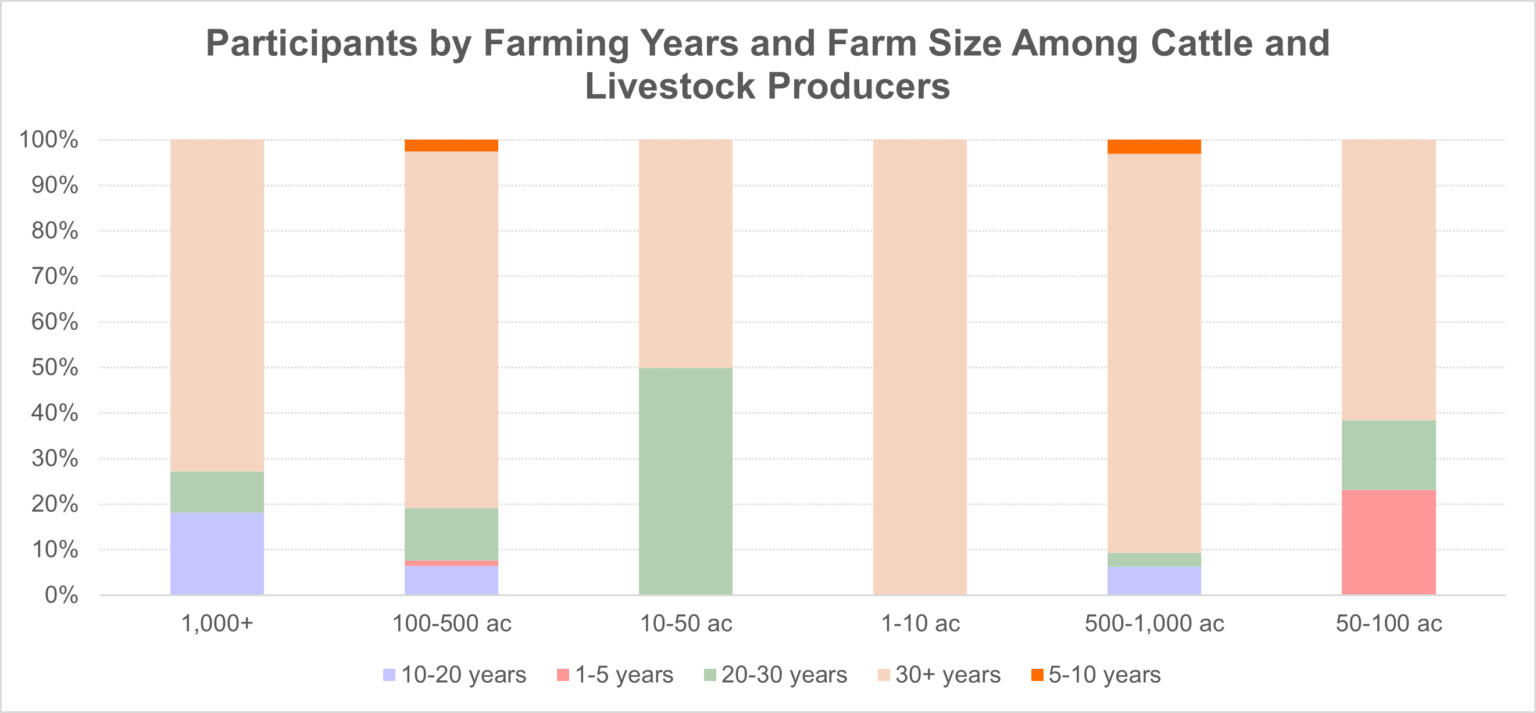 Participants by Farming Years and Farm Size Among Cattle and
Livestock Producers
100%
90%
80%
70%
60%
50%
40%
30%
20%
10%
0%
1,000+ 100-500 ac 10-50 ac 1-10 ac 500-1,000 ac 50-100 ac
10-20 years 1-5 years 20-30 years 30+ years 5-10 years